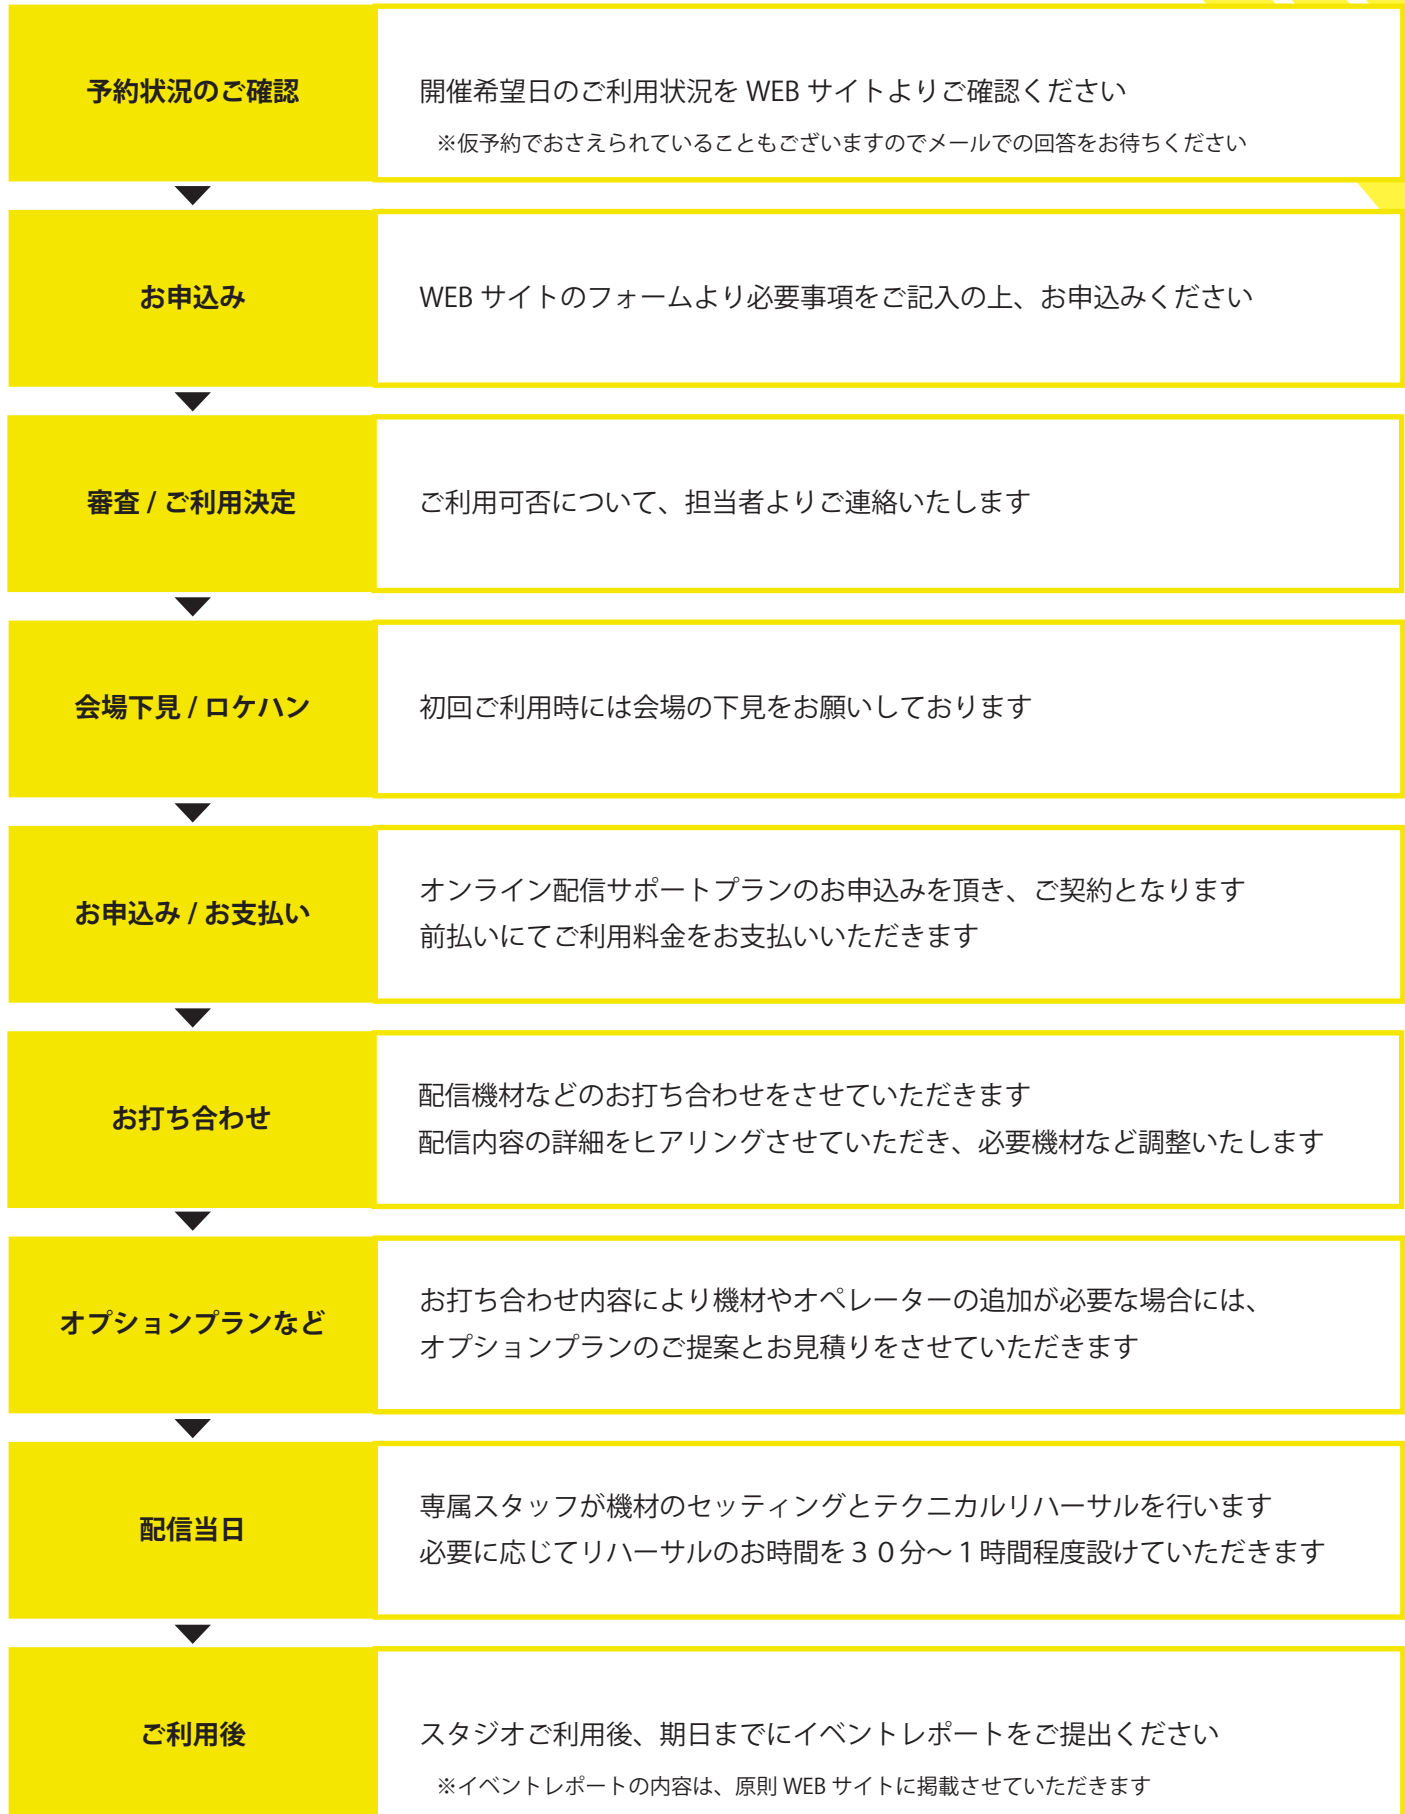 予約状況のご確認
開催希望日のご利用状況を WEB サイトよりご確認ください
※仮予約でおさえられていることもございますのでメールでの回答をお待ちください
お申込み
WEB サイトのフォームより必要事項をご記入の上、お申込みください
審査 / ご利用決定
ご利用可否について、担当者よりご連絡いたします
会場下見 / ロケハン
初回ご利用時には会場の下見をお願いしております
お申込み / お支払い
オンライン配信サポートプランのお申込みを頂き、ご契約となります
前払いにてご利用料金をお支払いいただきます
お打ち合わせ
配信機材などのお打ち合わせをさせていただきます
配信内容の詳細をヒアリングさせていただき、必要機材など調整いたします
オプションプランなど
お打ち合わせ内容により機材やオペレーターの追加が必要な場合には、
オプションプランのご提案とお見積りをさせていただきます
配信当日
専属スタッフが機材のセッティングとテクニカルリハーサルを行います
必要に応じてリハーサルのお時間を３０分～１時間程度設けていただきます
ご利用後
スタジオご利用後、期日までにイベントレポートをご提出ください
※イベントレポートの内容は、原則 WEB サイトに掲載させていただきます